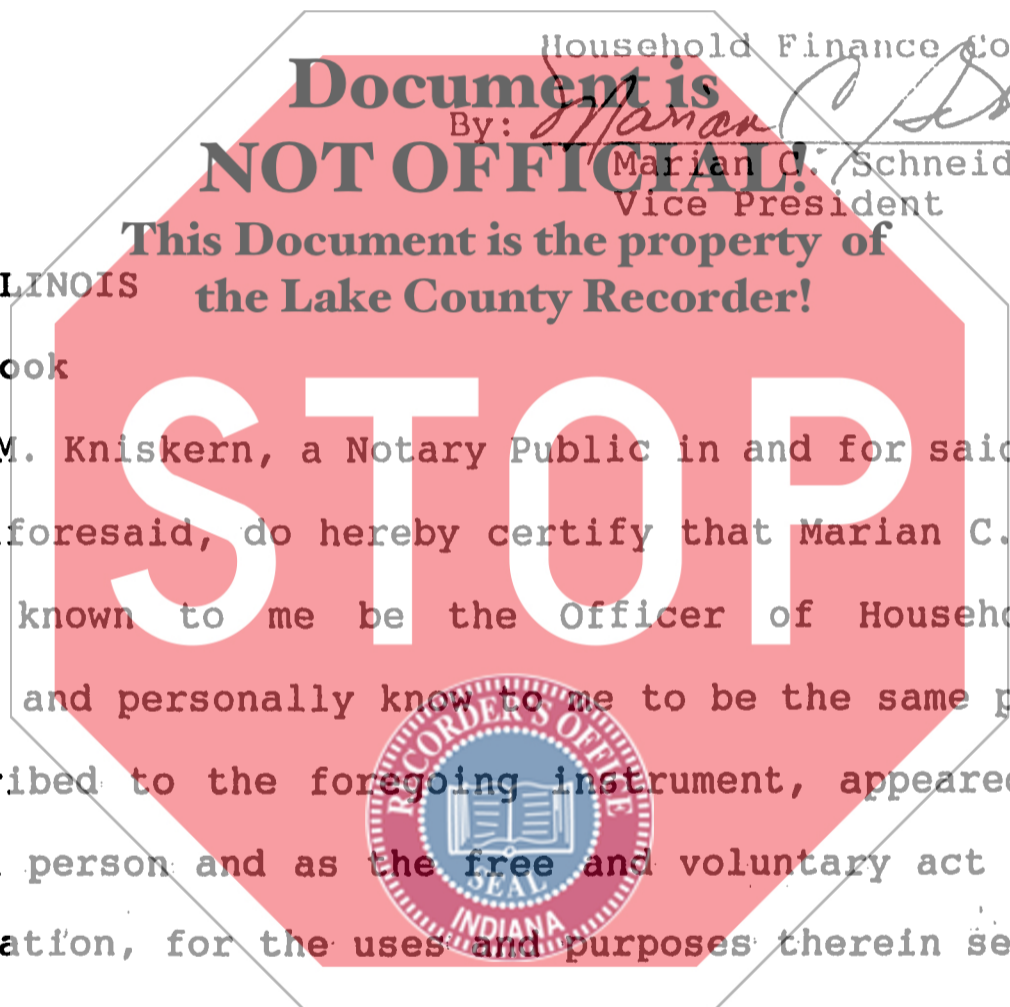 Household Finance Co
Document is
By: Marian C
NOT OFFICIAL!
Marian C. Schneid
Vice President
This Document is the property of
LINOIS
the Lake County Recorder!
ook
STOP
M. Kniskern, a Notary Public in and for said
foresaid, do hereby certify that Marian C.
known to me be the Officer of Househo
and personally know to me to be the same p
ribed to the foregoing instrument, appeared
person and as the free and voluntary act
ation, for the uses and purposes therein se
RECORDER'S OFFICE
SEAL
INDIANA